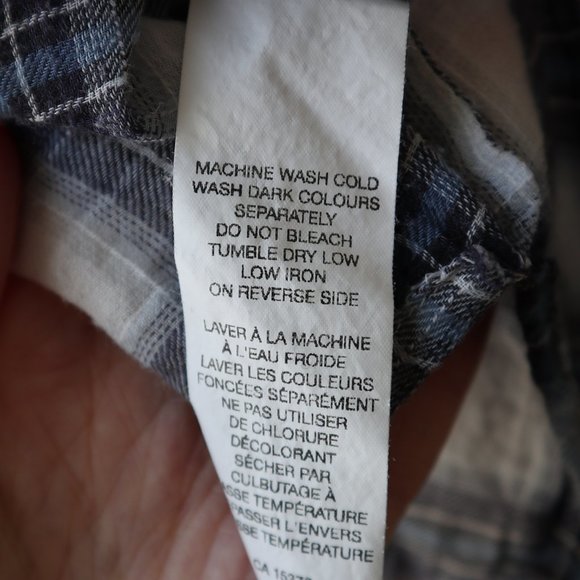 MACHINE WASH COLD
WASH DARK COLOURS
SEPARATELY
DO NOT BLEACH
TUMBLE DRY LOW
LOW IRON
ON REVERSE SIDE
LAVER À LA MACHINE
À L'EAU FROIDE
LAVER LES COULEURS
FONCÉES SÉPARÉMENT
NE PAS UTILISER
DE CHLORURE
DÉCOLORANT
SÉCHER PAR
CULBUTAGE À
TEMPÉRATURE
L'ENVERS
TEMPÉRATURE
CA